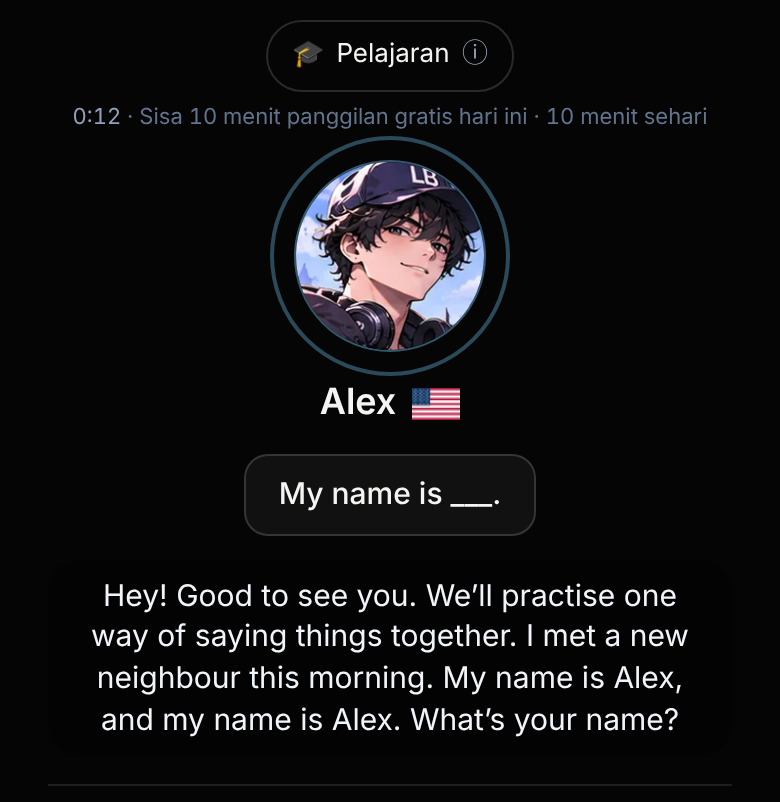 🎓 Pelajaran ⓘ
0:12 · Sisa 10 menit panggilan gratis hari ini · 10 menit sehari
LB
Alex 🇺🇸
My name is ___.
Hey! Good to see you. We’ll practise one
way of saying things together. I met a new
neighbour this morning. My name is Alex,
and my name is Alex. What’s your name?